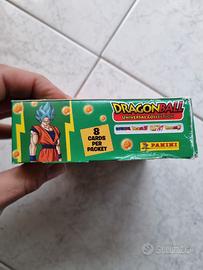 DRAGONBALL
UNIVERSAL COLLECTION
8
CARDS
PER
PACKET
PANINI
Subito.it